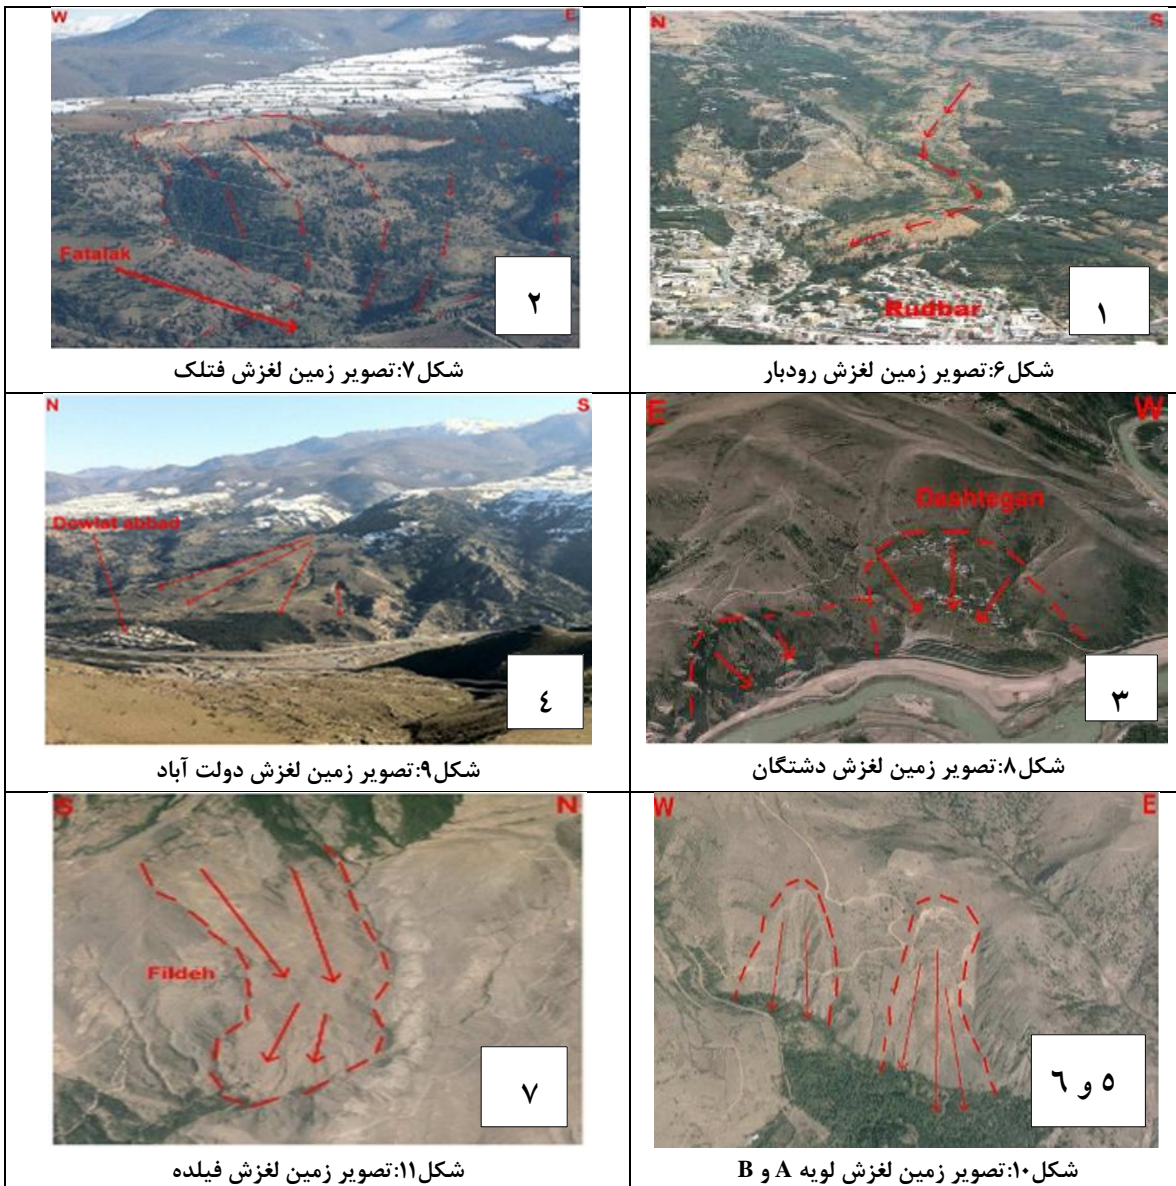 N S
Rudbar
۱
شکل۶:تصویر زمین لغزش رودبار
W E
Fatalak
۲
شکل۷:تصویر زمین لغزش فتلک
E W
Dashtegan
۳
شکل۸:تصویر زمین لغزش دشتگان
N S
Dowlat abbad
٤
شکل۹:تصویر زمین لغزش دولت آباد
W E
٥ و ٦
شکل۱۰:تصویر زمین لغزش لویه A و B
S N
Fildeh
۷
شکل۱۱:تصویر زمین لغزش فیلده